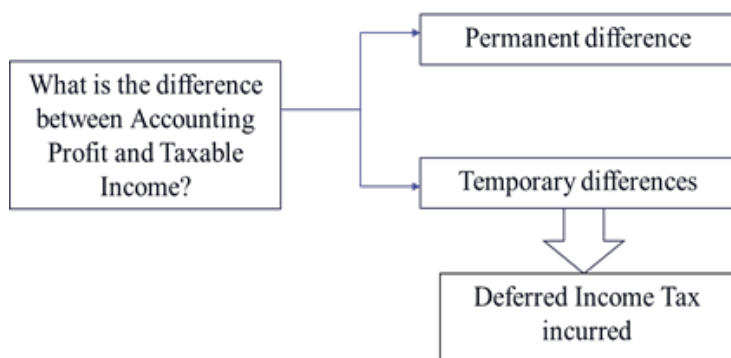 What is the difference
between Accounting
Profit and Taxable
Income?
Permanent difference
Temporary differences
Deferred Income Tax
incurred